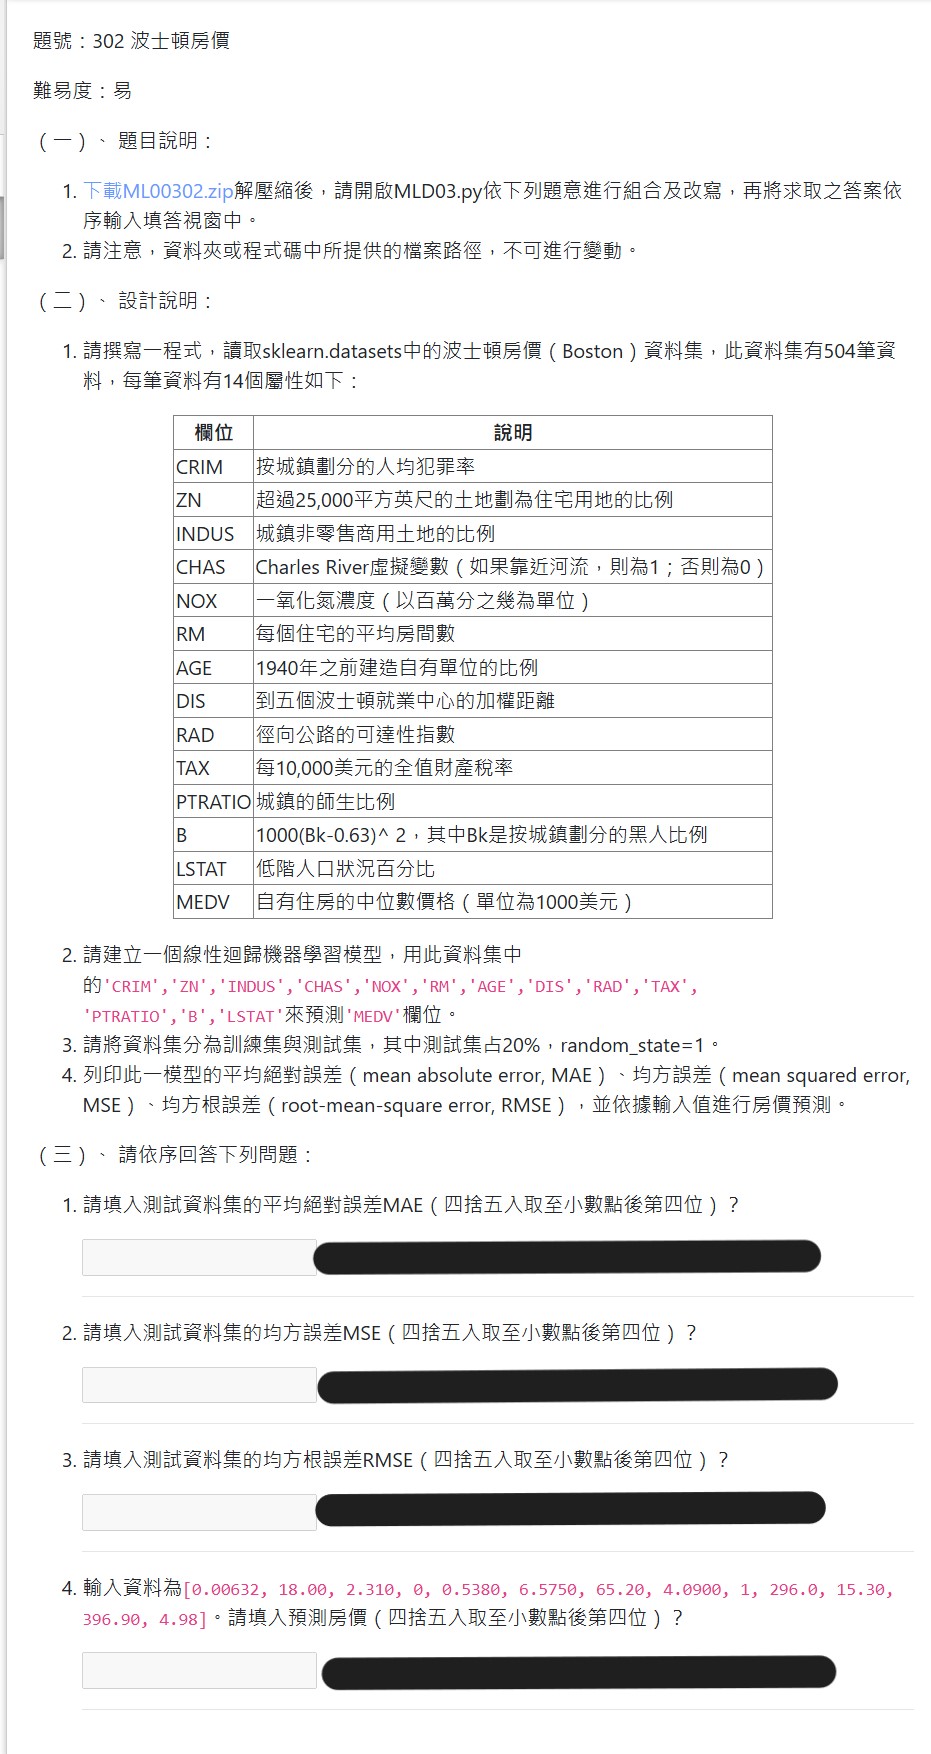 題號：302 波士頓房價
難易度：易
（一）、 題目說明：
1. 下載ML00302.zip解壓縮後，請開啟MLD03.py依下列題意進行組合及改寫，再將求取之答案依
序輸入填答視窗中。
2. 請注意，資料夾或程式碼中所提供的檔案路徑，不可進行變動。
（二）、 設計說明：
1. 請撰寫一程式，讀取sklearn.datasets中的波士頓房價（Boston）資料集，此資料集有504筆資
料，每筆資料有14個屬性如下：
欄位 說明
CRIM 按城鎮劃分的人均犯罪率
ZN 超過25,000平方英尺的土地劃為住宅用地的比例
INDUS 城鎮非零售商用土地的比例
CHAS Charles River虛擬變數（如果靠近河流，則為1；否則為0）
NOX 一氧化氮濃度（以百萬分之幾為單位）
RM 每個住宅的平均房間數
AGE 1940年之前建造自有單位的比例
DIS 到五個波士頓就業中心的加權距離
RAD 徑向公路的可達性指數
TAX 每10,000美元的全值財產稅率
PTRATIO 城鎮的師生比例
B 1000(Bk-0.63)^ 2，其中Bk是按城鎮劃分的黑人比例
LSTAT 低階人口狀況百分比
MEDV 自有住房的中位數價格（單位為1000美元）
2. 請建立一個線性迴歸機器學習模型，用此資料集中
的'CRIM','ZN','INDUS','CHAS','NOX','RM','AGE','DIS','RAD','TAX',
'PTRATIO','B','LSTAT'來預測'MEDV'欄位。
3. 請將資料集分為訓練集與測試集，其中測試集占20%，random_state=1。
4. 列印此一模型的平均絕對誤差（mean absolute error, MAE）、均方誤差（mean squared error,
MSE）、均方根誤差（root-mean-square error, RMSE），並依據輸入值進行房價預測。
（三）、 請依序回答下列問題：
1. 請填入測試資料集的平均絕對誤差MAE（四捨五入取至小數點後第四位）？
2. 請填入測試資料集的均方誤差MSE（四捨五入取至小數點後第四位）？
3. 請填入測試資料集的均方根誤差RMSE（四捨五入取至小數點後第四位）？
4. 輸入資料為[0.00632, 18.00, 2.310, 0, 0.5380, 6.5750, 65.20, 4.0900, 1, 296.0, 15.30,
396.90, 4.98]。請填入預測房價（四捨五入取至小數點後第四位）？